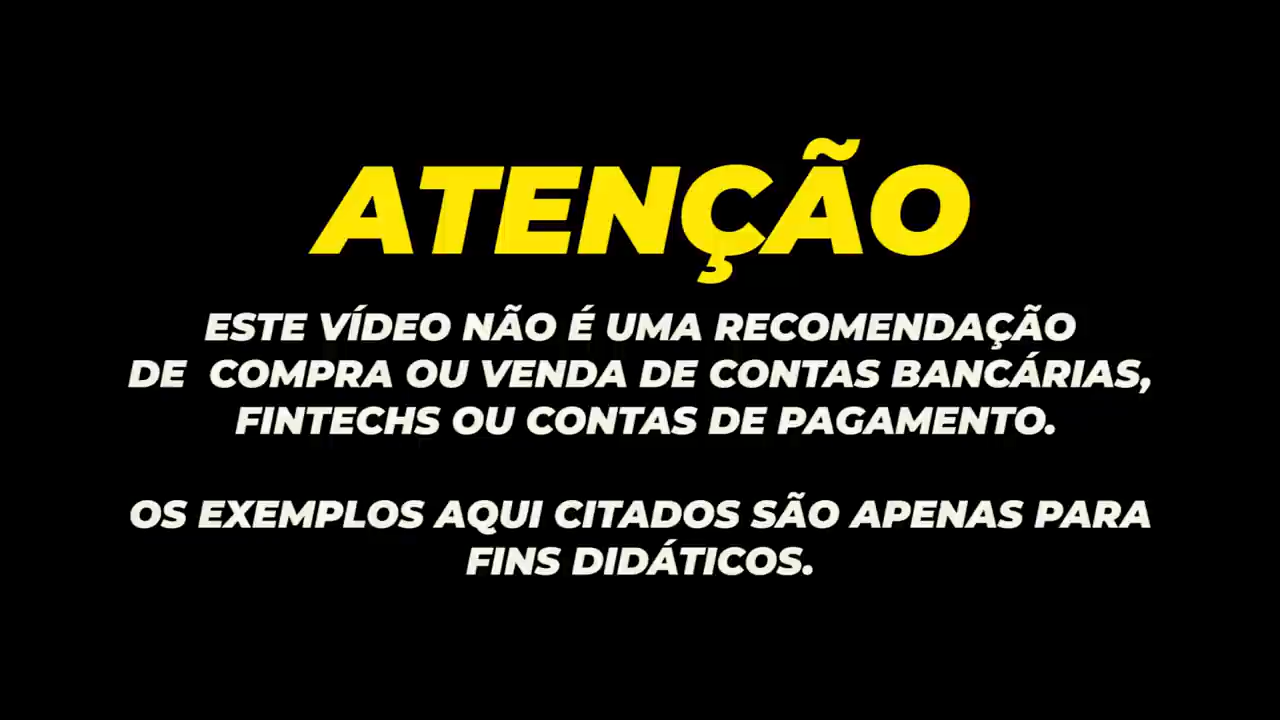 ATENÇÃO
ESTE VÍDEO NÃO É UMA RECOMENDAÇÃO
DE COMPRA OU VENDA DE CONTAS BANCÁRIAS,
FINTECHS OU CONTAS DE PAGAMENTO.
OS EXEMPLOS AQUI CITADOS SÃO APENAS PARA
FINS DIDÁTICOS.